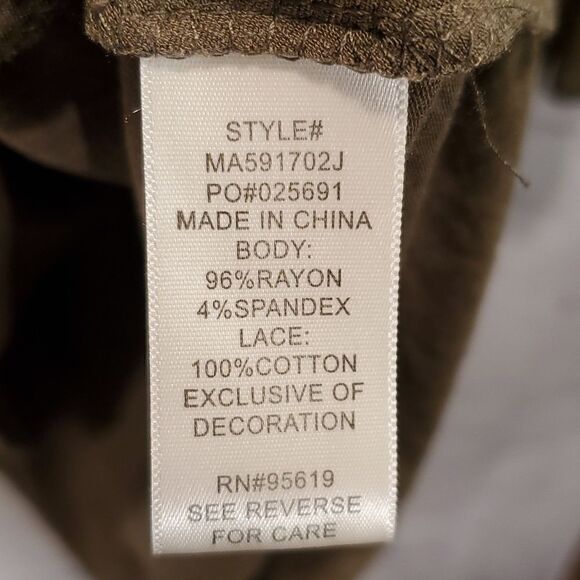 STYLE#
MA591702J
PO#025691
MADE IN CHINA
BODY:
96%RAYON
4%SPANDEX
LACE:
100%COTTON
EXCLUSIVE OF
DECORATION
RN#95619
SEE REVERSE
FOR CARE